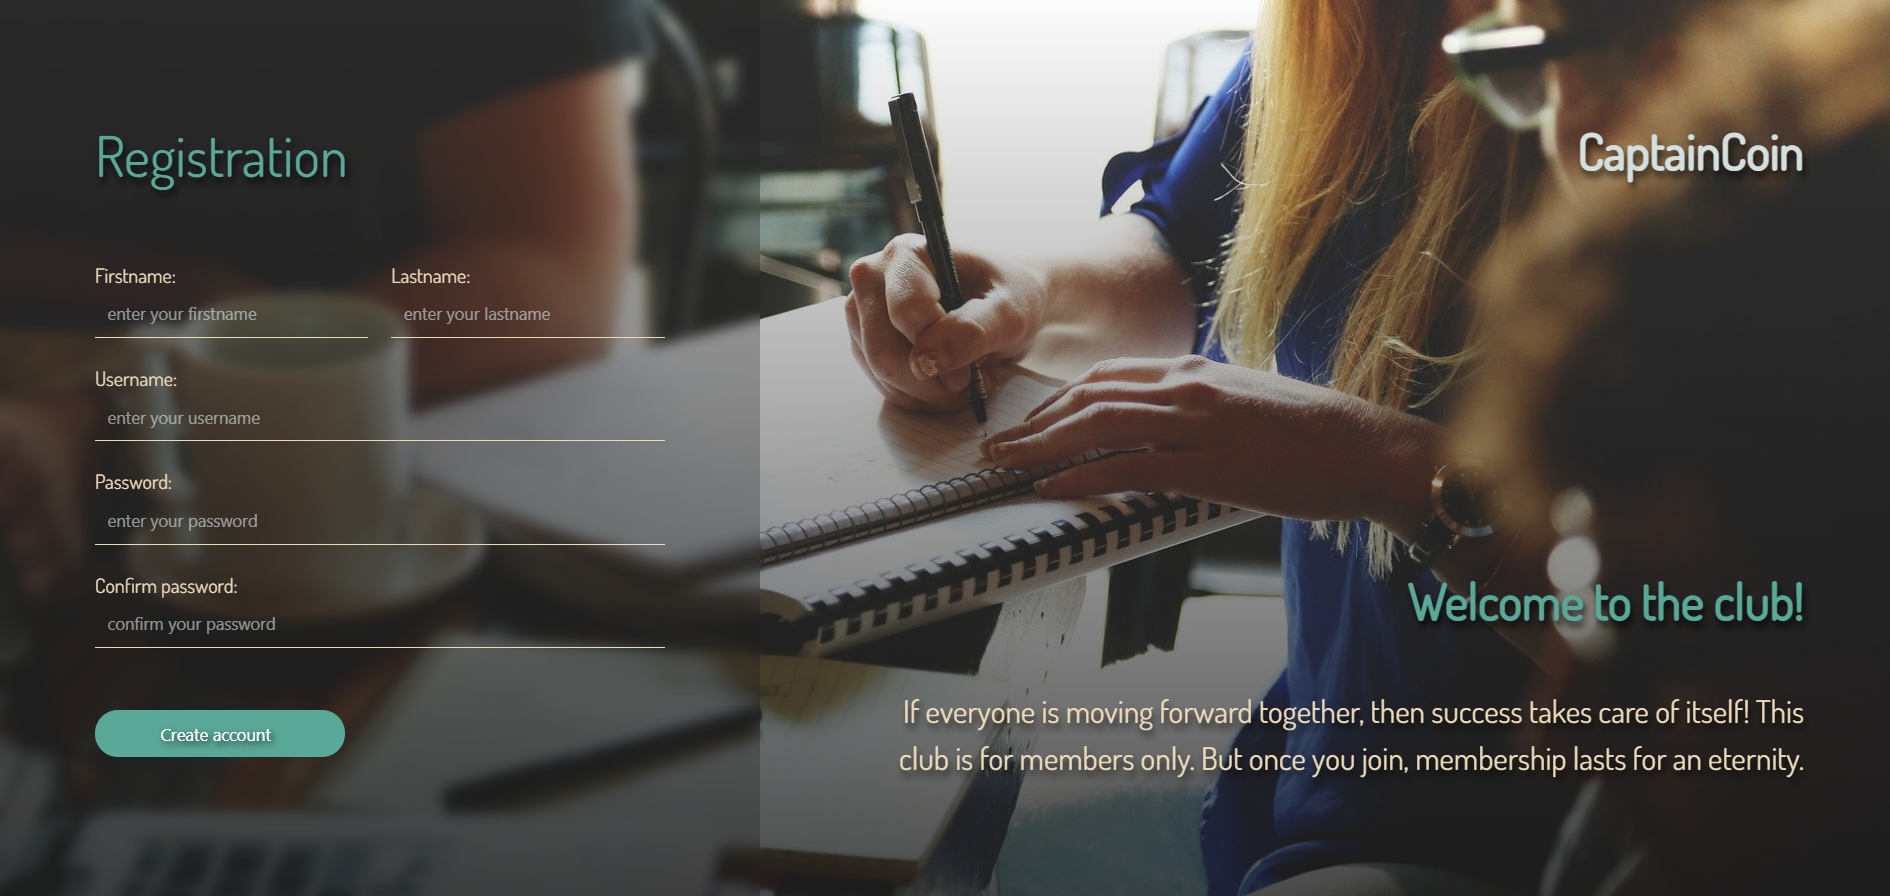 Registration
CaptainCoin
Firstname:
Lastname:
enter your firstname
enter your lastname
Username:
enter your username
Password:
enter your password
Confirm password:
confirm your password
Create account
Welcome to the club!
If everyone is moving forward together, then success takes care of itself! This
club is for members only. But once you join, membership lasts for an eternity.